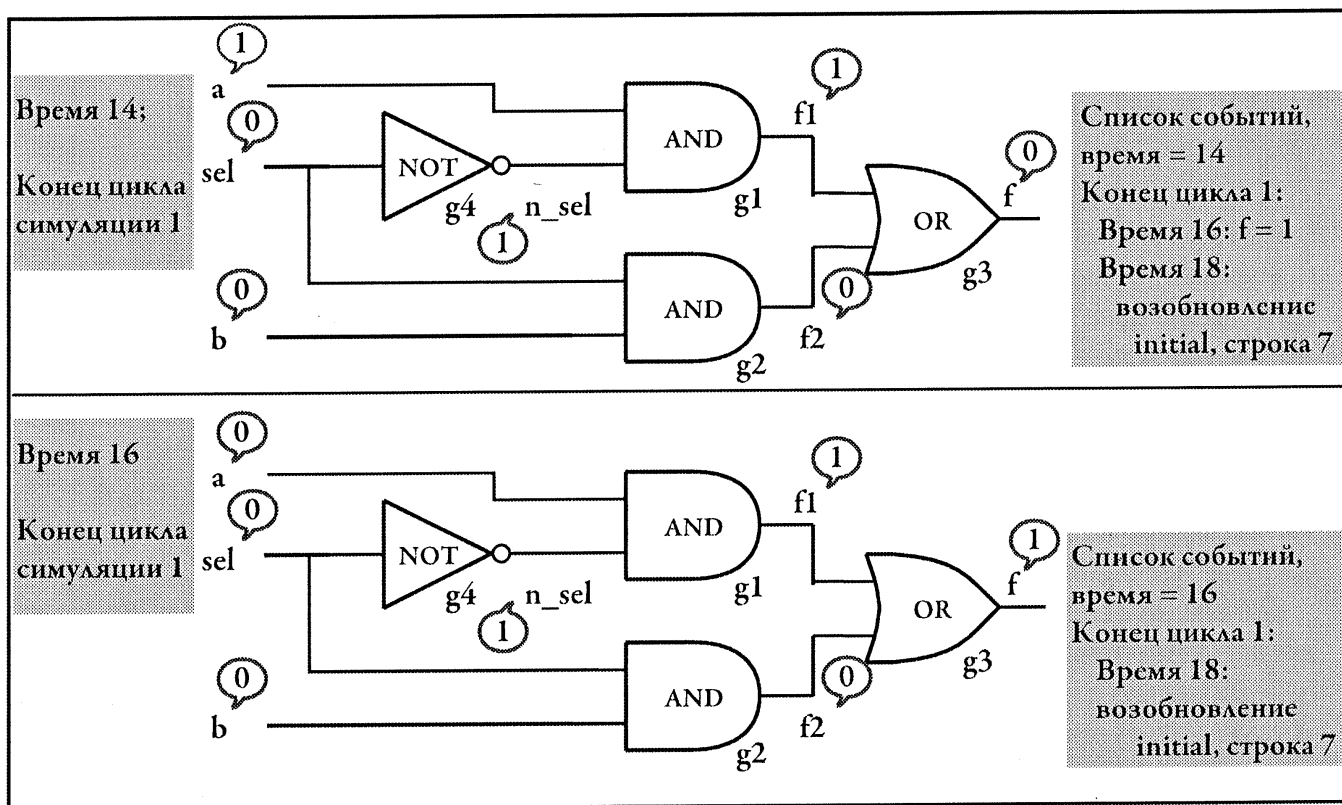 1
a
Время 14;
0
sel
Конец цикла
симуляции 1
NOT
g4
n_sel
1
0
b
AND
g1
AND
g2
1
f1
0
f2
OR
g3
0
f
Список событий,
время = 14
Конец цикла 1:
Время 16: f = 1
Время 18:
возобновление
initial, строка 7
Время 16
0
a
Конец цикла
симуляции 1
0
sel
NOT
g4
n_sel
1
0
b
AND
g1
AND
g2
1
f1
0
f2
OR
g3
1
f
Список событий,
время = 16
Конец цикла 1:
Время 18:
возобновление
initial, строка 7